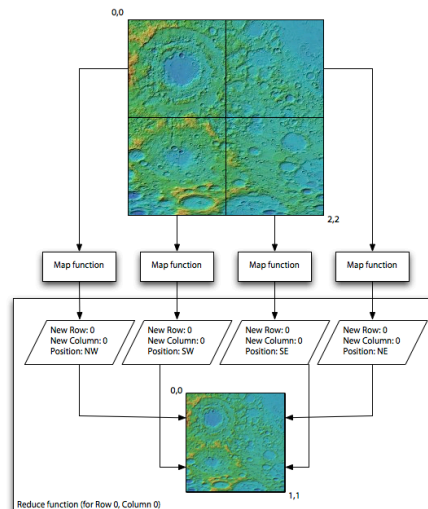 0,0
2,2
Map function
Map function
Map function
Map function
New Row: 0
New Column: 0
Position: NW
New Row: 0
New Column: 0
Position: SW
New Row: 0
New Column: 0
Position: SE
New Row: 0
New Column: 0
Position: NE
0,0
1,1
Reduce function (for Row 0, Column 0)